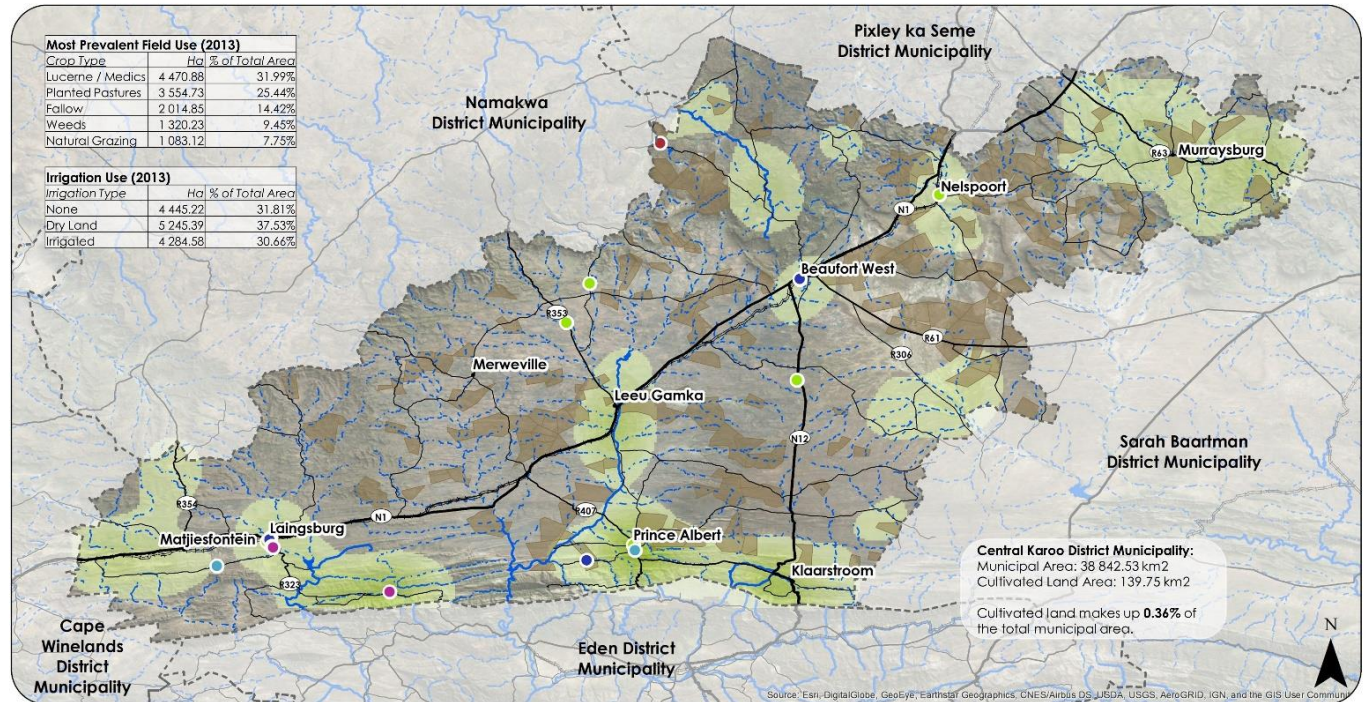 Most Prevalent Field Use (2013)
Crop Type Ha % of Total Area
Lucerne / Medics 4 470.88 31.99%
Planted Pastures 3 554.73 25.44%
Fallow 2 014.85 14.42%
Weeds 1 320.23 9.45%
Natural Grazing 1 083.12 7.75%
Irrigation Use (2013)
Irrigation Type Ha % of Total Area
None 4 445.22 31.81%
Dry Land 5 245.39 37.53%
Irrigated 4 284.58 30.66%
Pixley ka Seme
District Municipality
Namakwa
District Municipality
R63
Murraysburg
Nelspoort
N1
Beaufort West
R353
R61
R306
Merweville
Leeu Gamka
N12
Sarah Baartman
District Municipality
R354
N1
R407
Laingsburg
Matjiesfontein
Prince Albert
Klaarstroom
R323
Central Karoo District Municipality:
Municipal Area: 38 842.53 km2
Cultivated Land Area: 139.75 km2
Cultivated land makes up 0.36% of
the total municipal area.
Cape
Winelands
District
Municipality
Eden District
Municipality
N
Source: Esri, DigitalGlobe, GeoEye, Earthstar Geographics, CNES/Airbus DS, USDA, USGS, AeroGRID, IGN, and the GIS User Communi